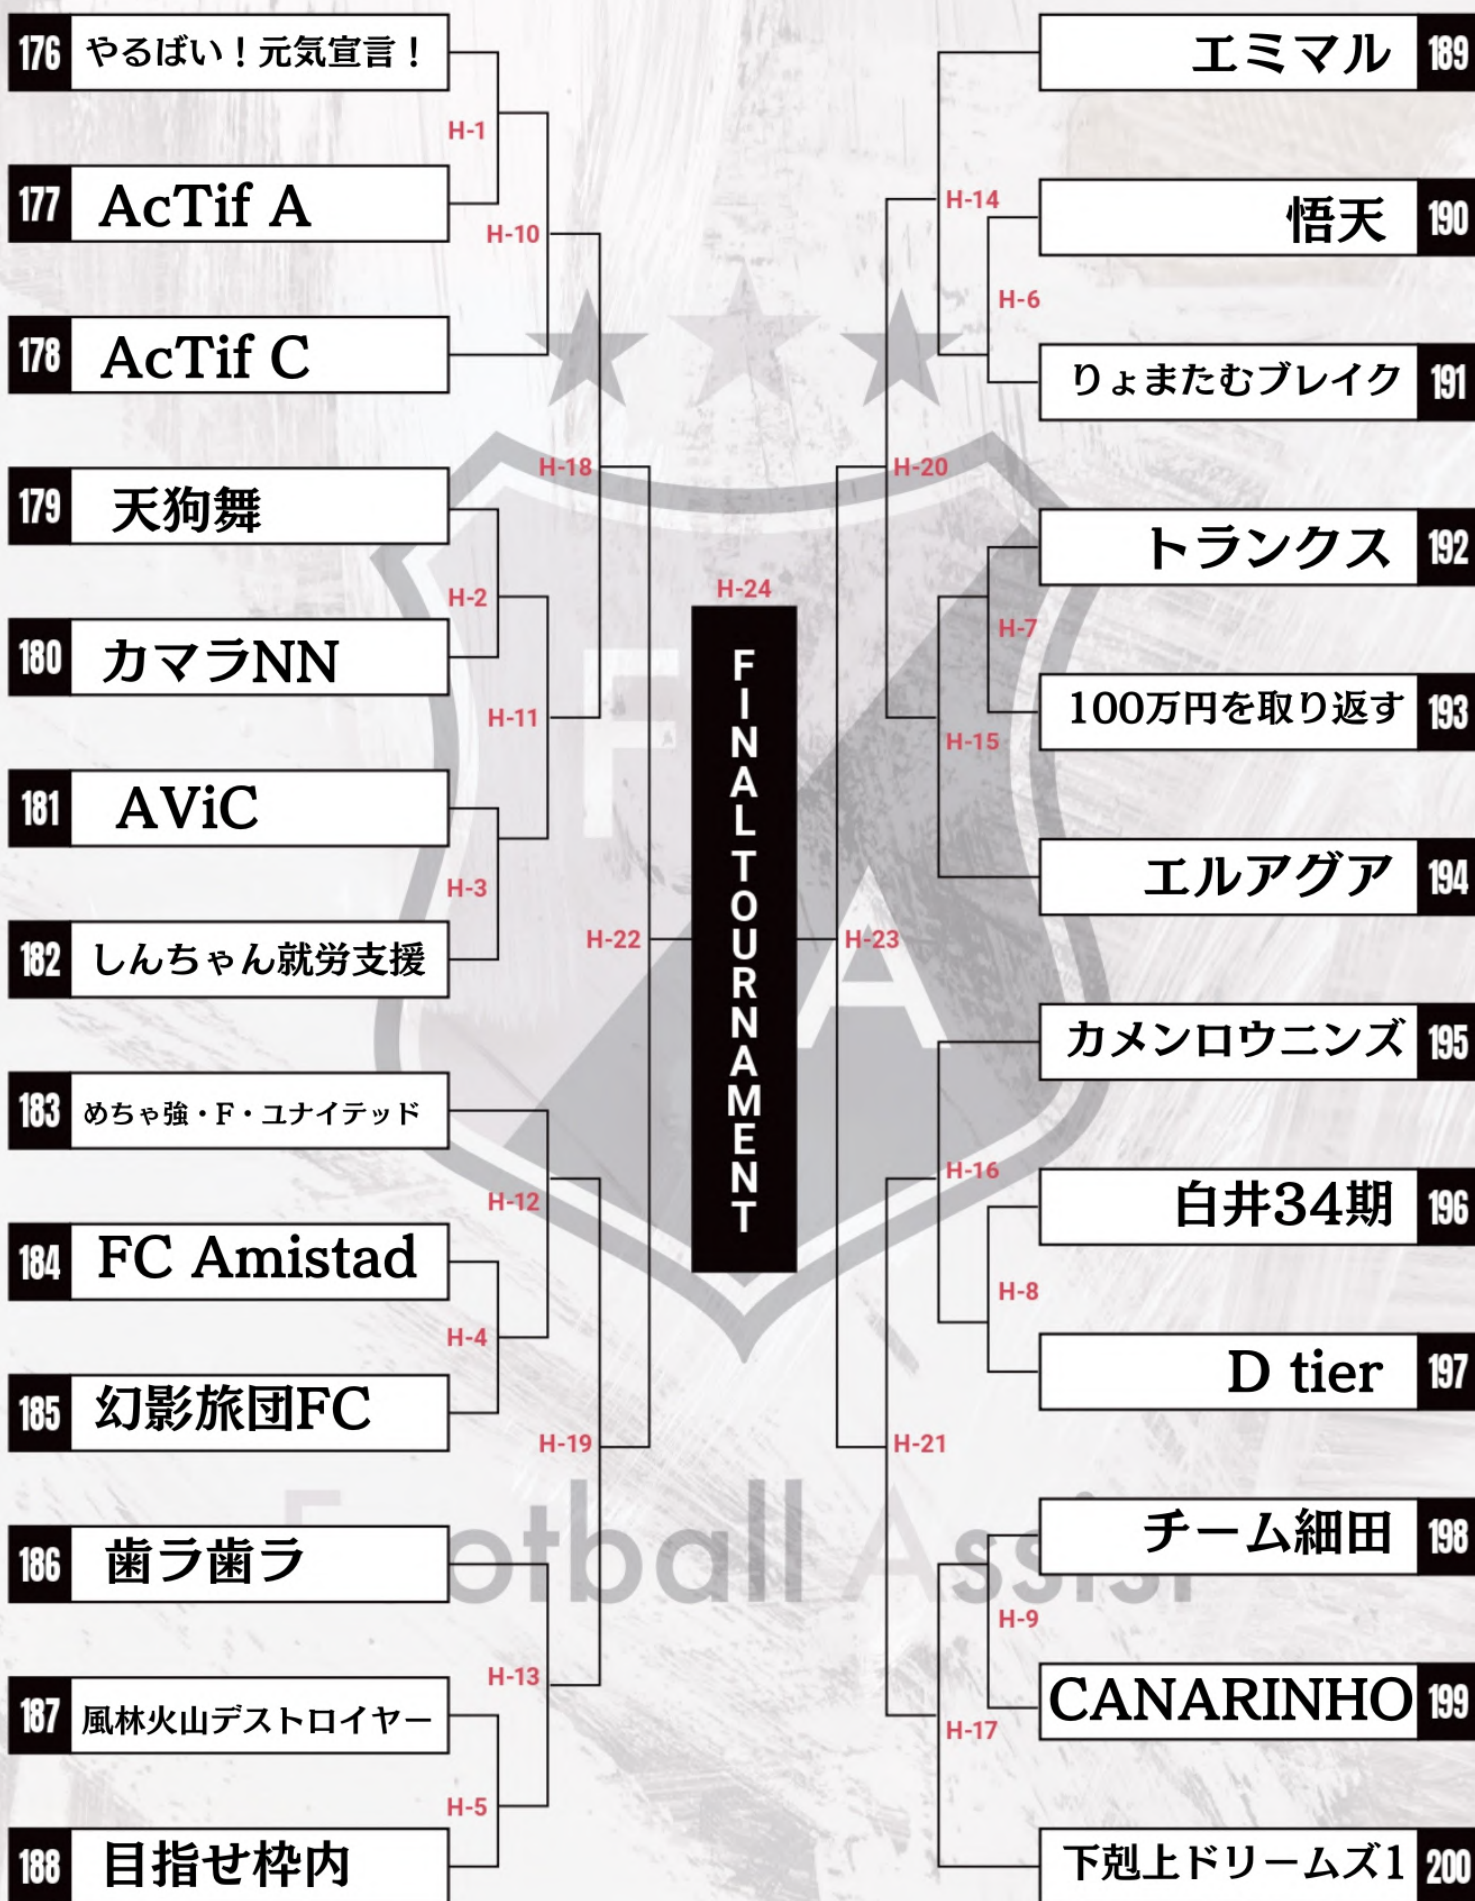 176 やるばい！元気宣言！
H-1
177 AcTif A
H-10
178 AcTif C
H-18
179 天狗舞
H-2
180 カマラNN
H-11
181 AViC
H-3
182 しんちゃん就労支援
H-22
183 めちゃ強・F・ユナイテッド
H-12
184 FC Amistad
H-4
185 幻影旅団FC
H-19
186 歯ラ歯ラ
H-13
187 風林火山デストロイヤー
H-5
188 目指せ枠内
H-24
FINAL TOURNAMENT
F
A
Football Assist
エミマル 189
H-14
悟天 190
H-6
りょまたむブレイク 191
H-20
トランクス 192
H-7
100万円を取り返す 193
H-15
エルアグア 194
H-23
カメンロウニンズ 195
H-16
白井34期 196
H-8
D tier 197
H-21
チーム細田 198
H-9
CANARINHO 199
H-17
下剋上ドリームズ1 200